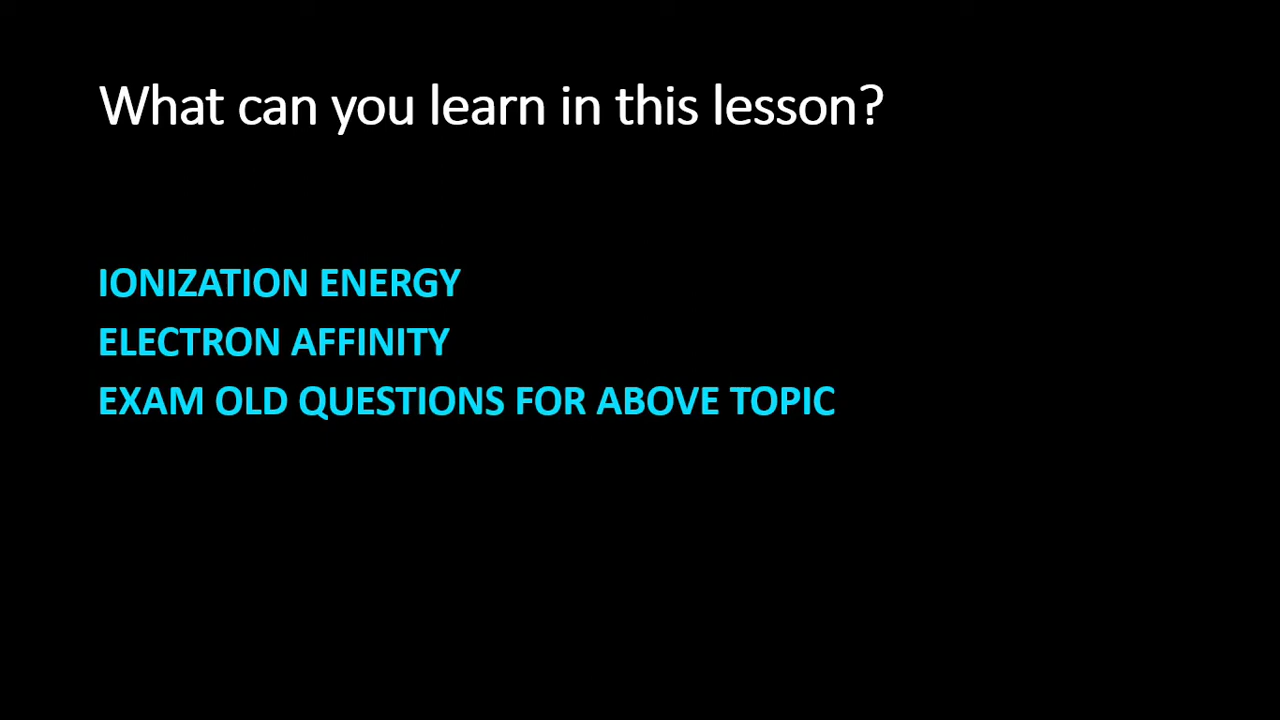 What can you learn in this lesson?
IONIZATION ENERGY
ELECTRON AFFINITY
EXAM OLD QUESTIONS FOR ABOVE TOPIC